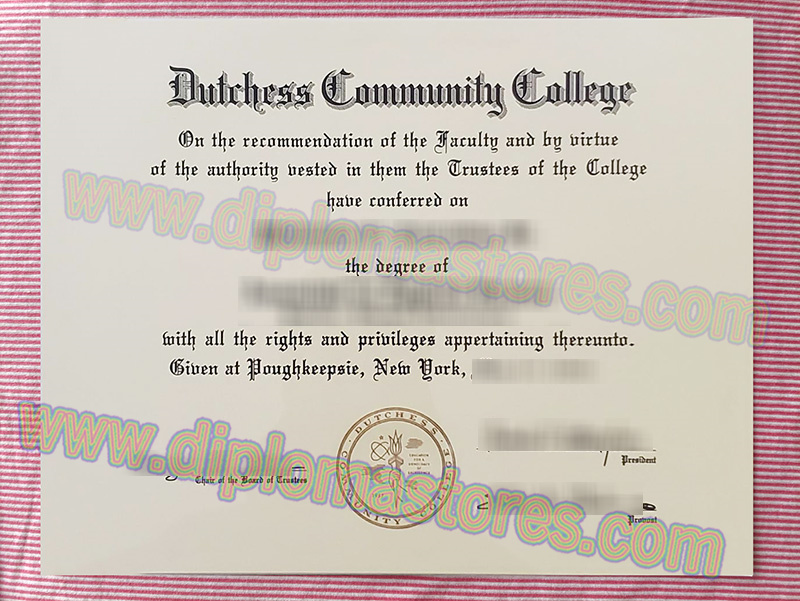 Dutchess Community College
On the recommendation of the Faculty and by virtue
of the authority vested in them the Trustees of the College
have conferred on
www.diplomastores.com
the degree of
with all the rights and privileges appertaining thereunto.
Given at Poughkeepsie, New York,
www.diplomastores.com
DUTCHESS
COMMUNITY COLLEGE
President
Chair of the Board of Trustees
Provost